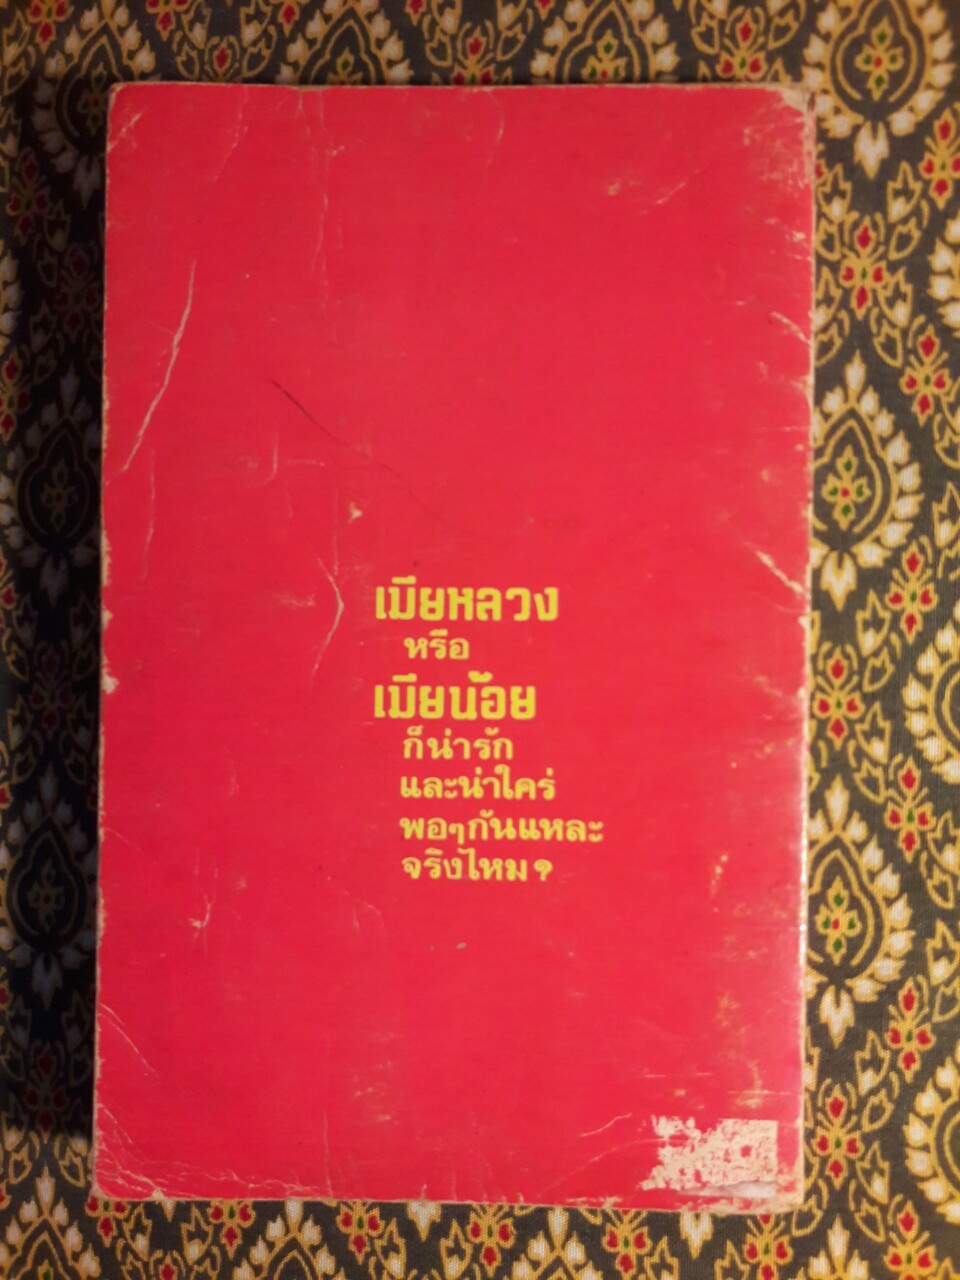 เมียหลวง
หรือ
เมียน้อย
ก็น่ารัก
และน่าใคร่
พอๆกันแหละ
จริงไหม?